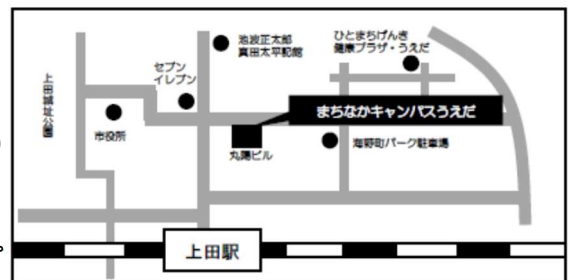 池波正太郎
真田太平記館
ひとまちげんき
健康プラザ・うえだ
セブン
イレブン
上田城址公園
まちなかキャンパスうえだ
市役所
丸陽ビル
海野町パーク駐車場
上田駅